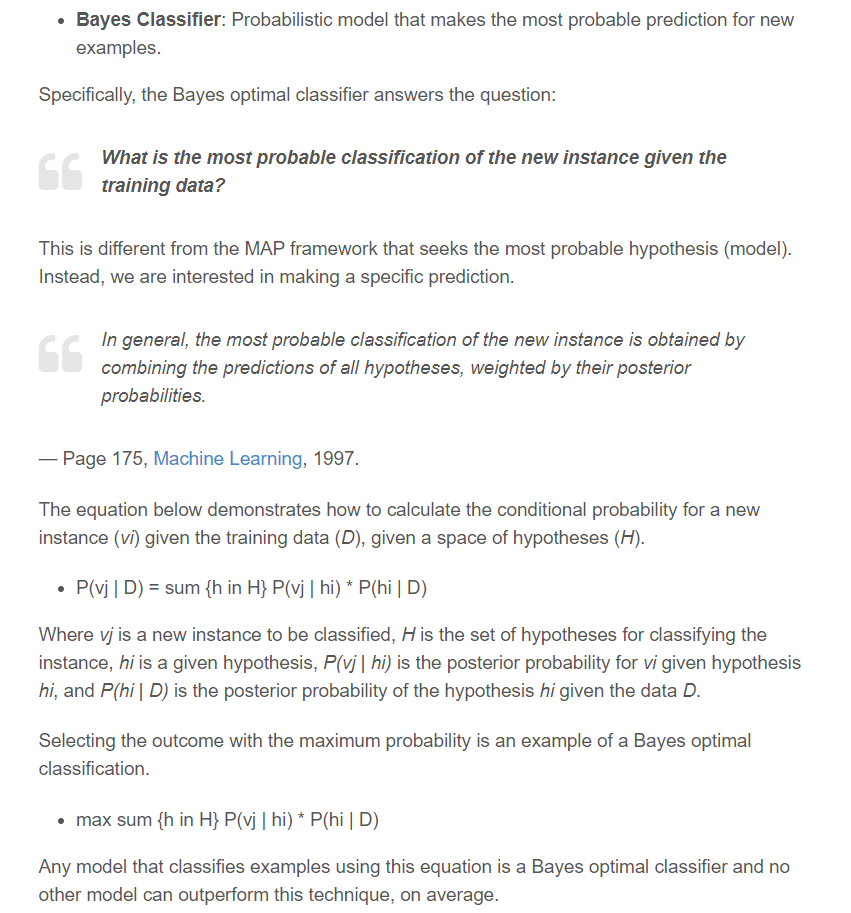 • Bayes Classifier: Probabilistic model that makes the most probable prediction for new
examples.
Specifically, the Bayes optimal classifier answers the question:
What is the most probable classification of the new instance given the
training data?
This is different from the MAP framework that seeks the most probable hypothesis (model).
Instead, we are interested in making a specific prediction.
In general, the most probable classification of the new instance is obtained by
combining the predictions of all hypotheses, weighted by their posterior
probabilities.
— Page 175, Machine Learning, 1997.
The equation below demonstrates how to calculate the conditional probability for a new
instance (vi) given the training data (D), given a space of hypotheses (H).
• P(vj | D) = sum {h in H} P(vj | hi) * P(hi | D)
Where vj is a new instance to be classified, H is the set of hypotheses for classifying the
instance, hi is a given hypothesis, P(vj | hi) is the posterior probability for vi given hypothesis
hi, and P(hi | D) is the posterior probability of the hypothesis hi given the data D.
Selecting the outcome with the maximum probability is an example of a Bayes optimal
classification.
• max sum {h in H} P(vj | hi) * P(hi | D)
Any model that classifies examples using this equation is a Bayes optimal classifier and no
other model can outperform this technique, on average.